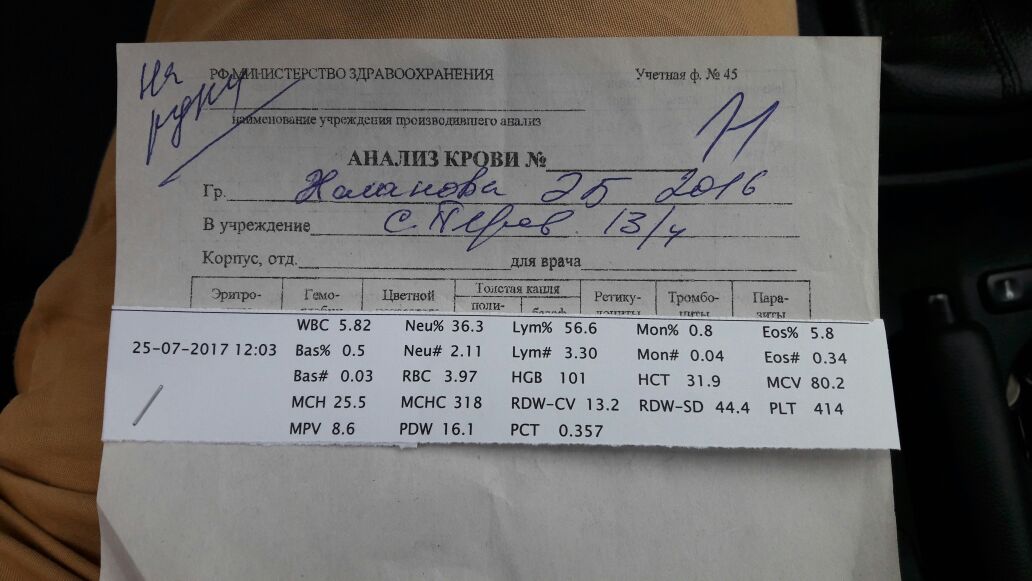 на
руки
РФ МИНИСТЕРСТВО ЗДРАВООХРАНЕНИЯ Учетная ф. № 45
наименование учреждения производившего анализ
АНАЛИЗ КРОВИ №
Гр. 2016
В учреждение 13/4
Корпус, отд. для врача
Эритро- Гемо- Цветной Толстая капля Ретику- Тромбо- Пара-
поли-
WBC 5.82 Neu% 36.3 Lym% 56.6 Mon% 0.8 Eos% 5.8
25-07-2017 12:03 Bas% 0.5 Neu# 2.11 Lym# 3.30 Mon# 0.04 Eos# 0.34
Bas# 0.03 RBC 3.97 HGB 101 HCT 31.9 MCV 80.2
MCH 25.5 MCHC 318 RDW-CV 13.2 RDW-SD 44.4 PLT 414
MPV 8.6 PDW 16.1 PCT 0.357